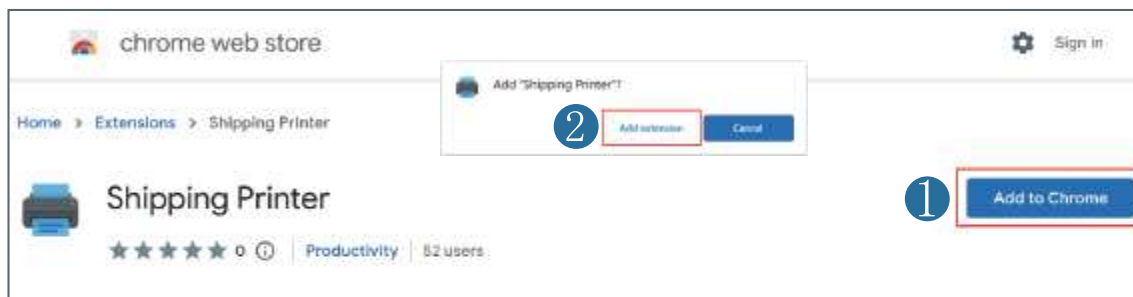 chrome web store
Sign in
Add "Shipping Printer"?
2
Add extension
Cancel
Home > Extensions > Shipping Printer
Shipping Printer
1
Add to Chrome
0 Productivity 52 users